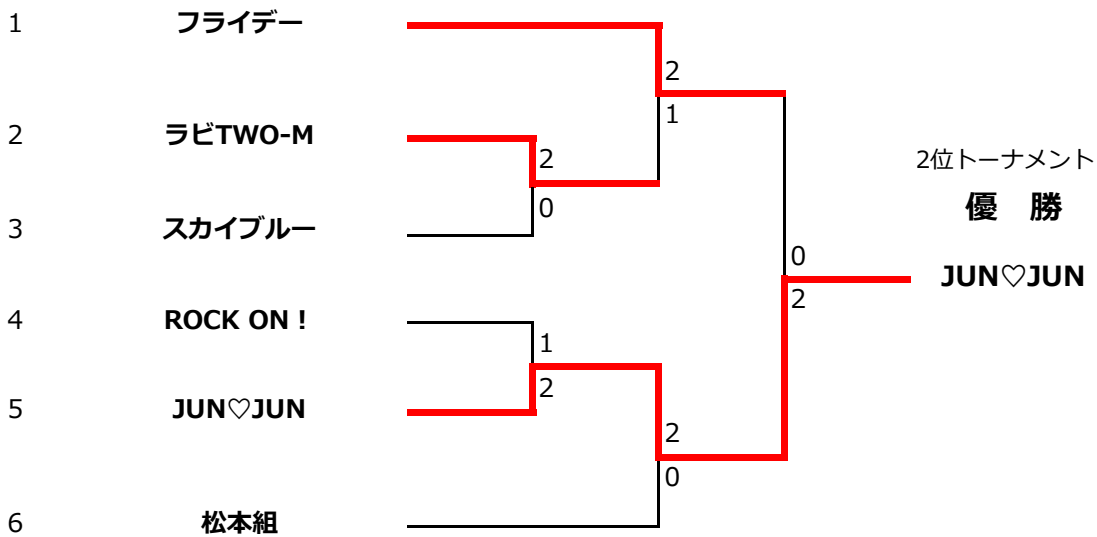 1 フライデー
2
1
2 ラビTWO-M
2
0
3 スカイブルー
2位トーナメント
優 勝
JUN♡JUN
0
2
4 ROCK ON！
1
2
5 JUN♡JUN
2
0
6 松本組